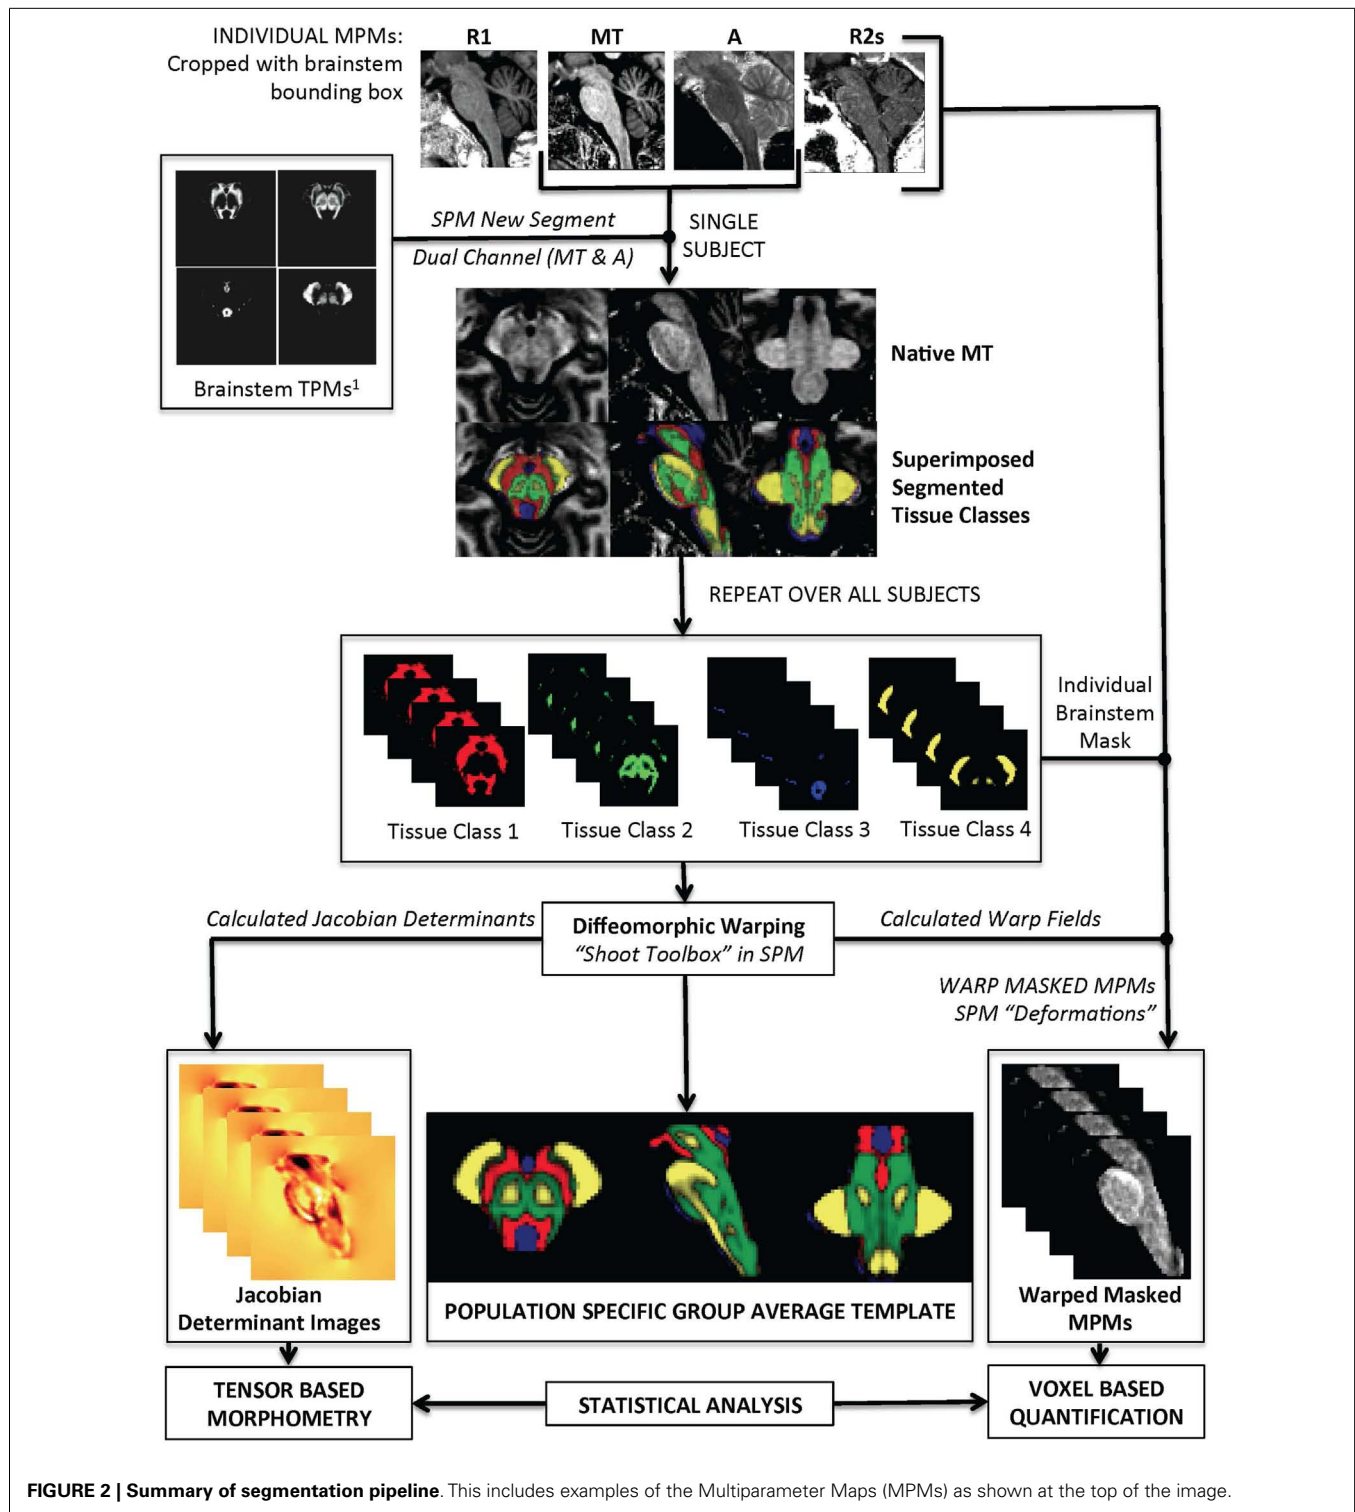 INDIVIDUAL MPMs:
Cropped with brainstem
bounding box
R1
MT
A
R2s
SPM New Segment
Dual Channel (MT & A)
SINGLE
SUBJECT
Brainstem TPMs¹
Native MT
Superimposed
Segmented
Tissue Classes
REPEAT OVER ALL SUBJECTS
Individual
Brainstem
Mask
Tissue Class 1
Tissue Class 2
Tissue Class 3
Tissue Class 4
Calculated Jacobian Determinants
Diffeomorphic Warping
“Shoot Toolbox” in SPM
Calculated Warp Fields
WARP MASKED MPMs
SPM “Deformations”
Jacobian
Determinant Images
POPULATION SPECIFIC GROUP AVERAGE TEMPLATE
Warped Masked
MPMs
TENSOR BASED
MORPHOMETRY
STATISTICAL ANALYSIS
VOXEL BASED
QUANTIFICATION
FIGURE 2 | Summary of segmentation pipeline. This includes examples of the Multiparameter Maps (MPMs) as shown at the top of the image.